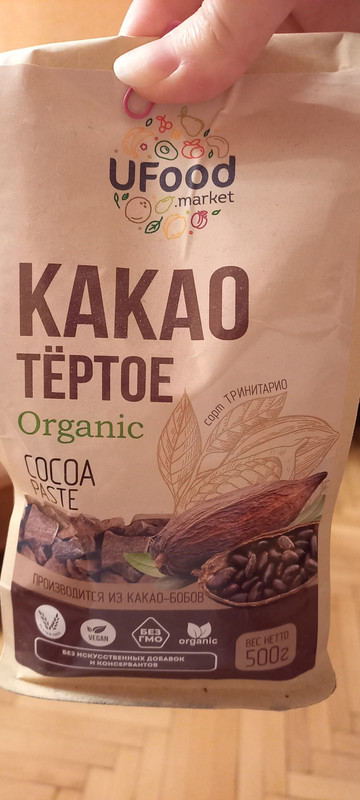 UFood
.market
КАКАО
ТЁРТОЕ
Organic
сорт ТРИНИТАРИО
COCOA
PASTE
ПРОИЗВОДИТСЯ ИЗ КАКАО-БОБОВ
VEGAN
БЕЗ
ГМО
organic
ВЕС НЕТТО
500г
БЕЗ ИСКУССТВЕННЫХ ДОБАВОК
И КОНСЕРВАНТОВ